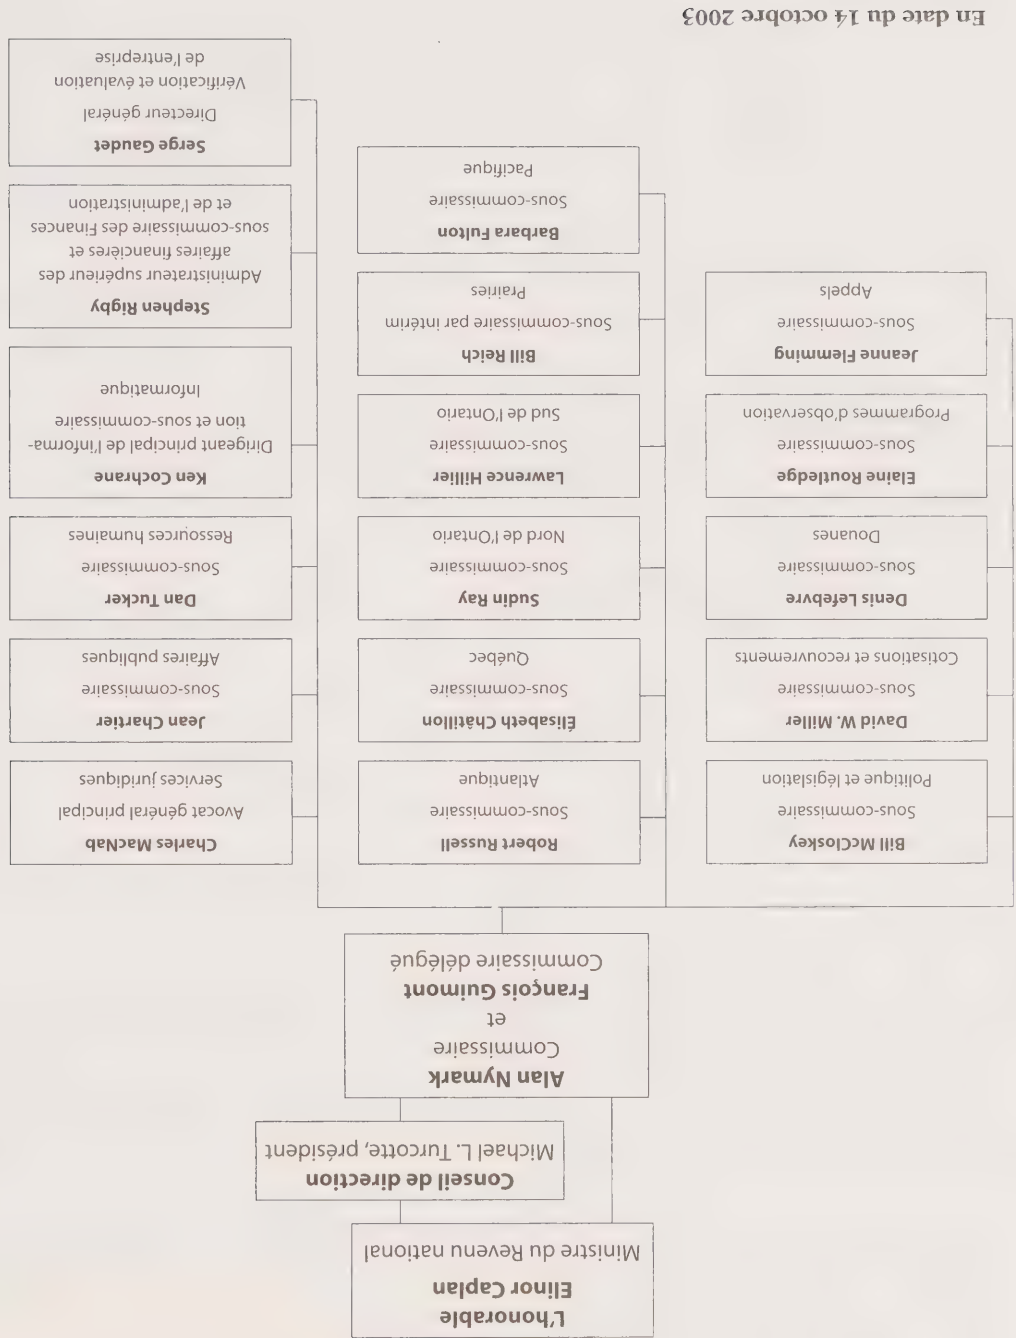 L'honorable
Elinor Caplan
Ministre du Revenu national
Conseil de direction
Michael L. Turcotte, président
Alan Nymark
Commissaire
et
François Guimont
Commissaire délégué
Bill McCloskey
Sous-commissaire
Politique et législation
David W. Miller
Sous-commissaire
Cotisations et recouvrements
Denis Lefebvre
Sous-commissaire
Douanes
Elaine Routledge
Sous-commissaire
Programmes d'observation
Jeanne Flemming
Sous-commissaire
Appels
Robert Russell
Sous-commissaire
Atlantique
Élisabeth Châtillon
Sous-commissaire
Québec
Sudin Ray
Sous-commissaire
Nord de l'Ontario
Lawrence Hillier
Sous-commissaire
Sud de l'Ontario
Bill Reich
Sous-commissaire par intérim
Prairies
Barbara Fulton
Sous-commissaire
Pacifique
Charles MacNab
Avocat général principal
Services juridiques
Jean Chartier
Sous-commissaire
Affaires publiques
Dan Tucker
Sous-commissaire
Ressources humaines
Ken Cochrane
Dirigeant principal de l'informa-
tion et sous-commissaire
Informatique
Stephen Rigby
Administrateur supérieur des
affaires financières et
sous-commissaire des Finances
et de l'administration
Serge Gaudet
Directeur général
Vérification et évaluation
de l'entreprise
En date du 14 octobre 2003